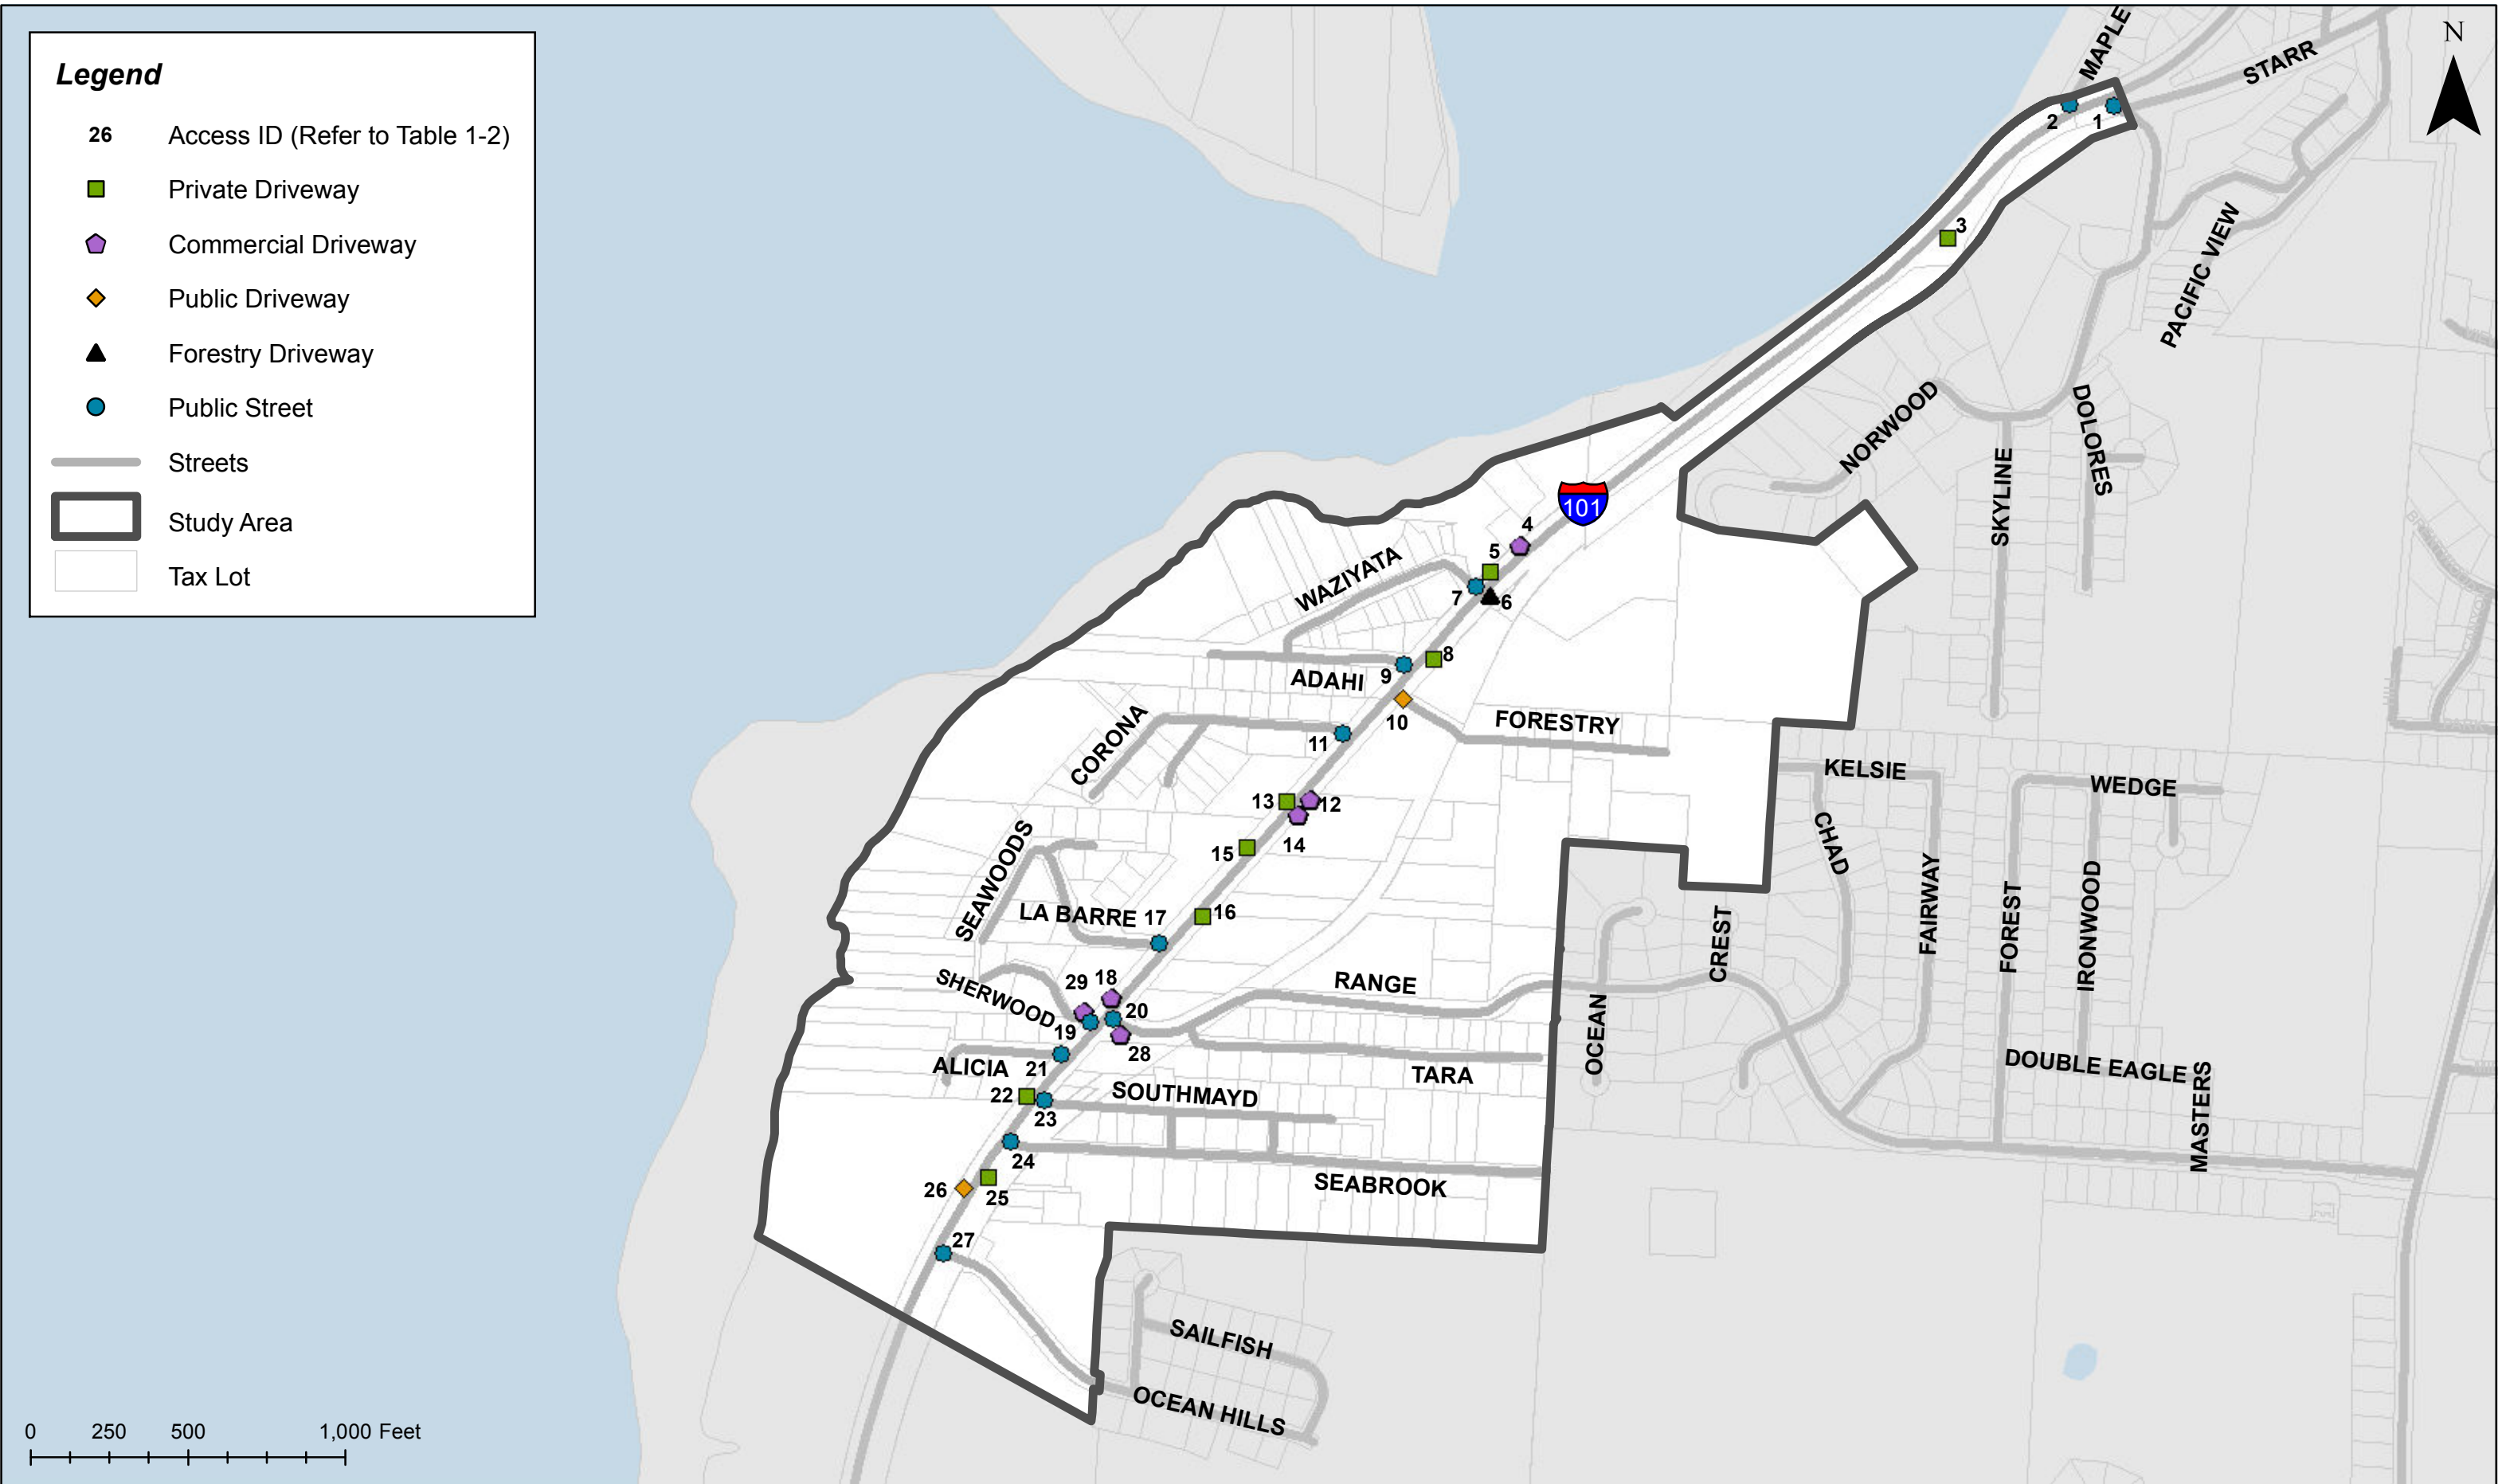 Legend
26 Access ID (Refer to Table 1-2)
Private Driveway
Commercial Driveway
Public Driveway
Forestry Driveway
Public Street
Streets
Study Area
Tax Lot
N
MAPLE
STARR
2
1
3
PACIFIC VIEW
NORWOOD
DOLORES
SKYLINE
101
4
5
WAZIYATA
7
6
8
9
ADAHI
10
FORESTRY
CORONA
11
KELSIE
WEDGE
13
12
CHAD
14
15
SEAWOODS
FAIRWAY
FOREST
IRONWOOD
LA BARRE
17
16
CREST
SHERWOOD
29
18
RANGE
20
19
28
OCEAN
ALICIA
21
TARA
DOUBLE EAGLE
MASTERS
22
SOUTHMAYD
23
24
SEABROOK
26
25
27
SAILFISH
OCEAN HILLS
0 250 500 1,000 Feet